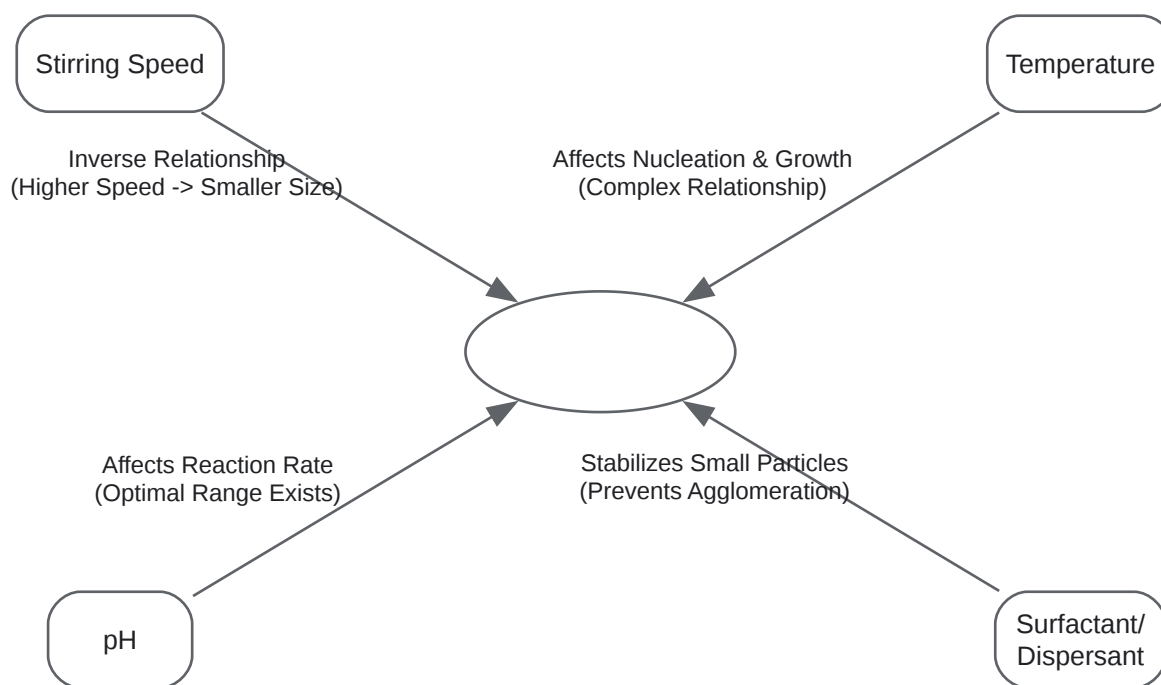 Stirring Speed
Temperature
Inverse Relationship
(Higher Speed -> Smaller Size)
Affects Nucleation & Growth
(Complex Relationship)
Affects Reaction Rate
(Optimal Range Exists)
Stabilizes Small Particles
(Prevents Agglomeration)
pH
Surfactant/
Dispersant